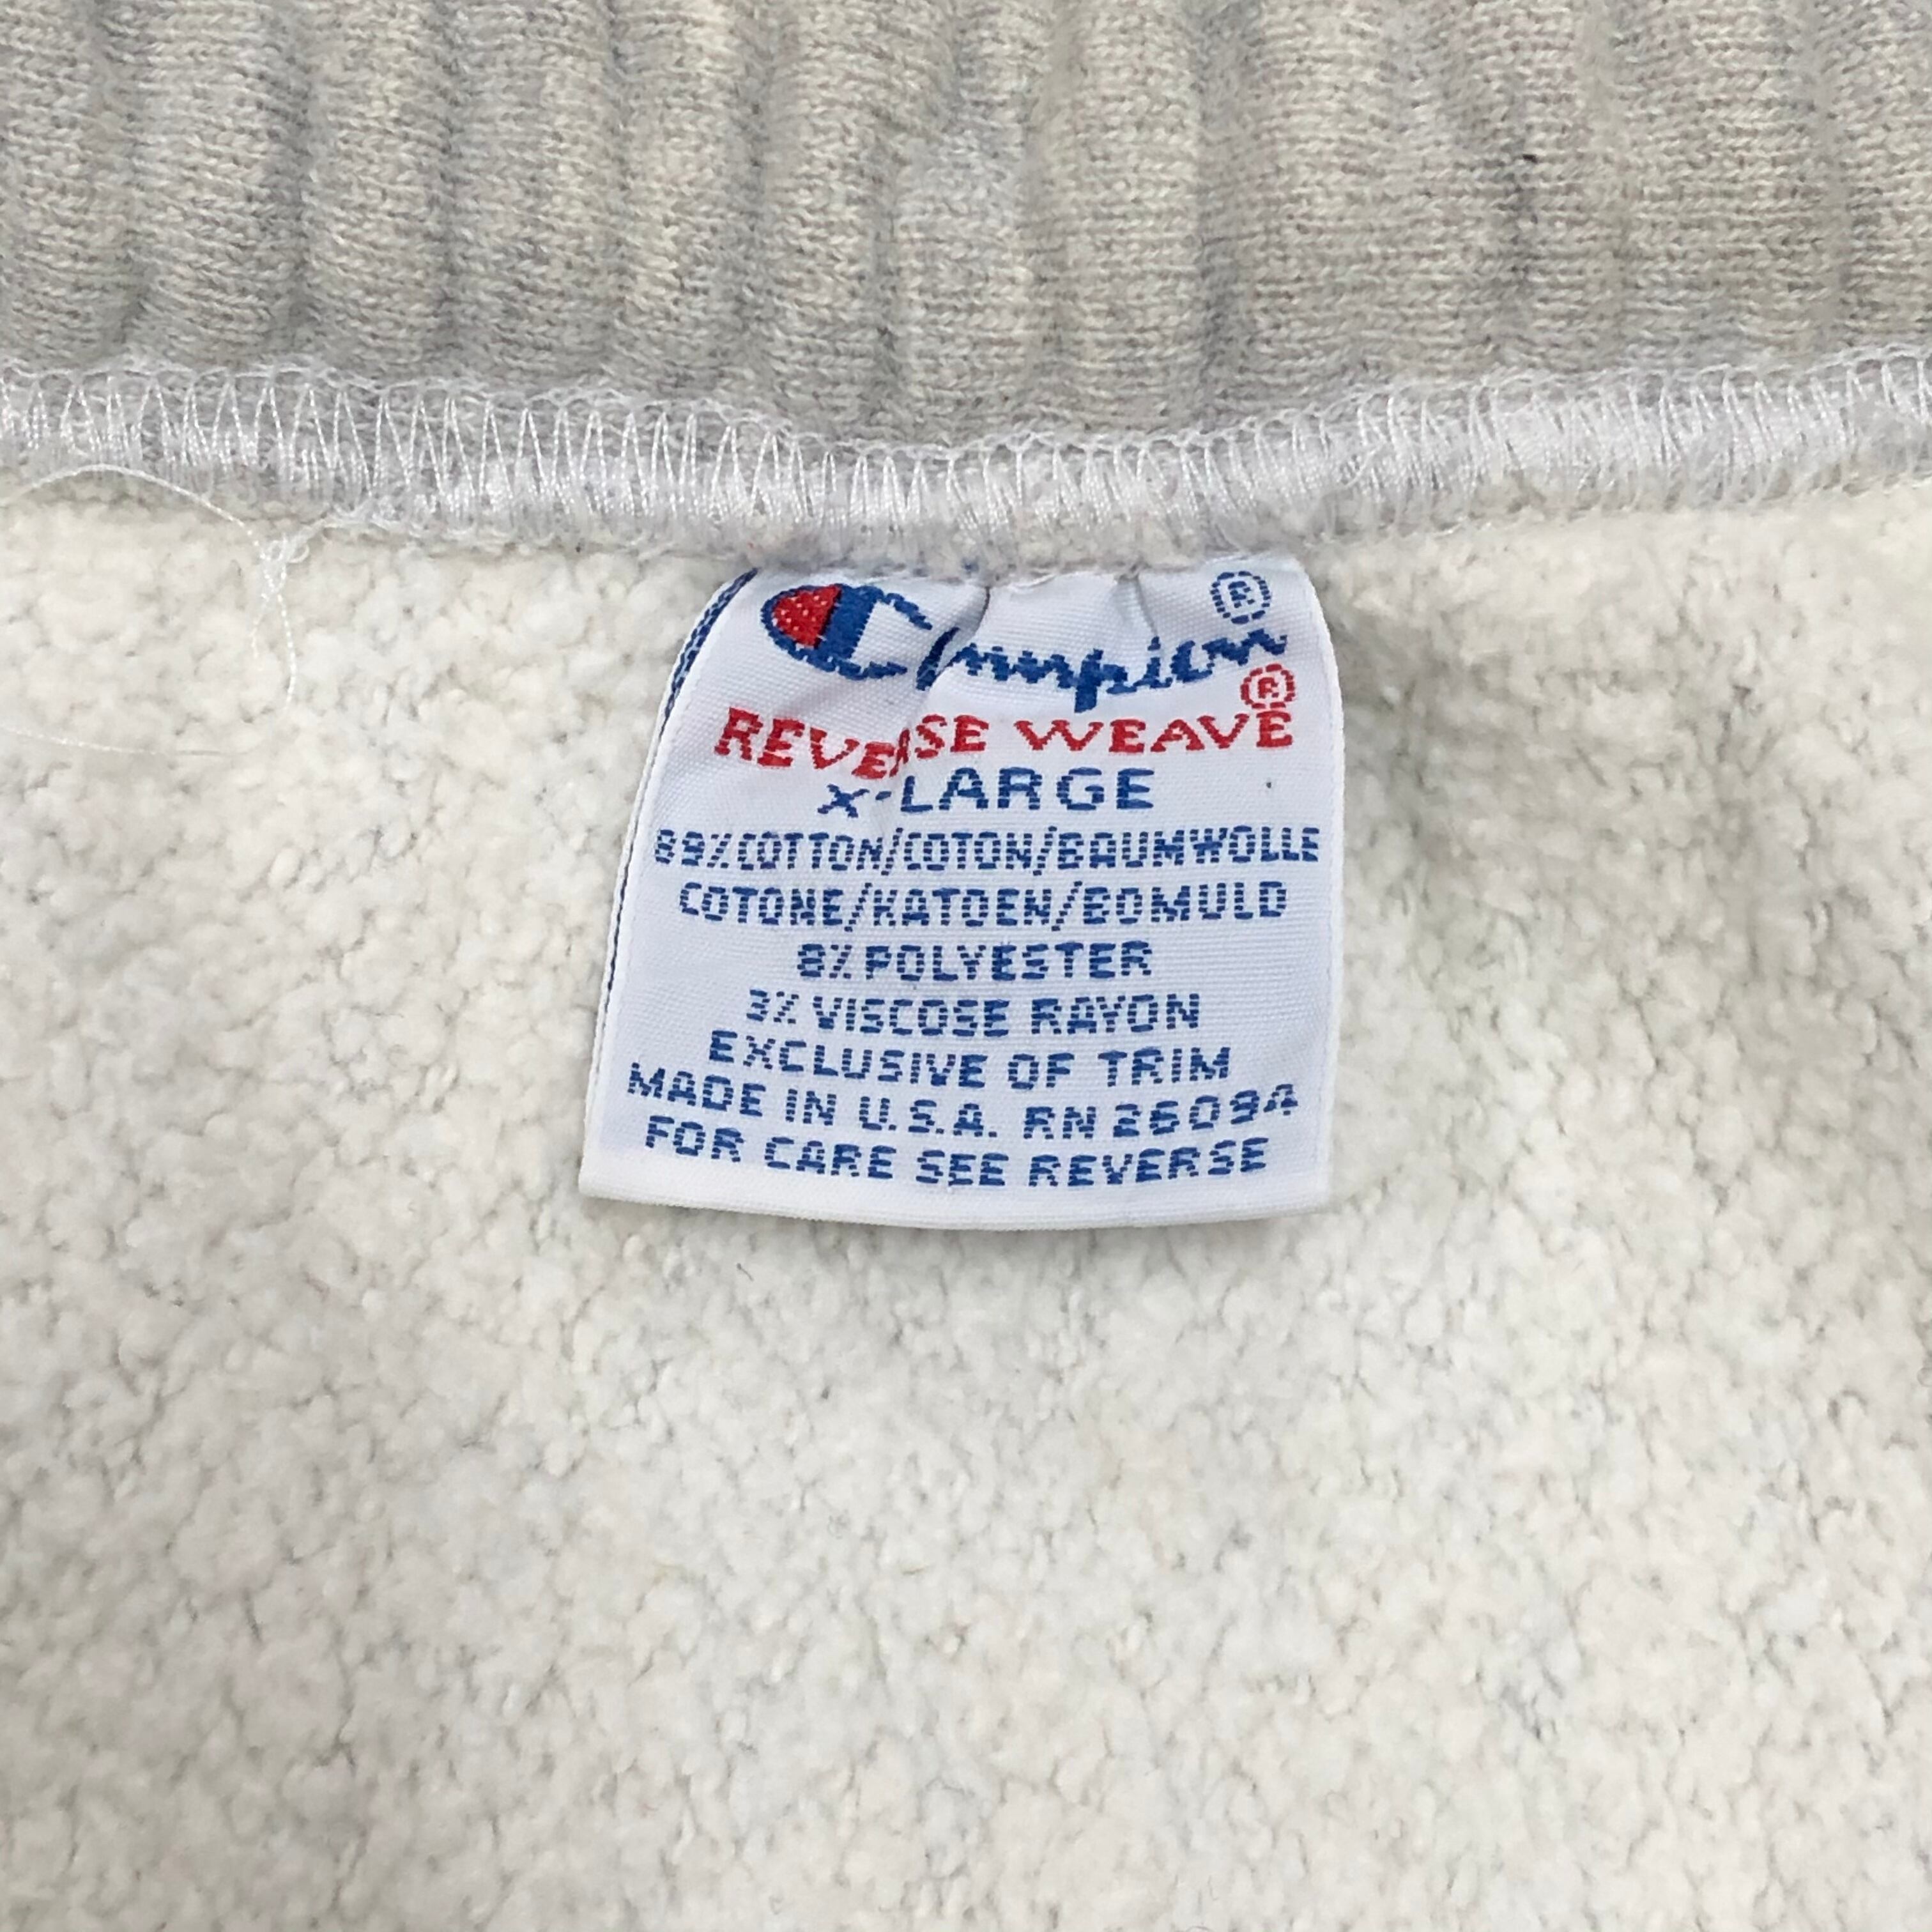 Champion®
REVERSE WEAVE®
X-LARGE
89% COTTON/COTON/BAUMWOLLE
COTONE/KATOEN/BOMULD
8% POLYESTER
3% VISCOSE RAYON
EXCLUSIVE OF TRIM
MADE IN U.S.A. RN 26094
FOR CARE SEE REVERSE